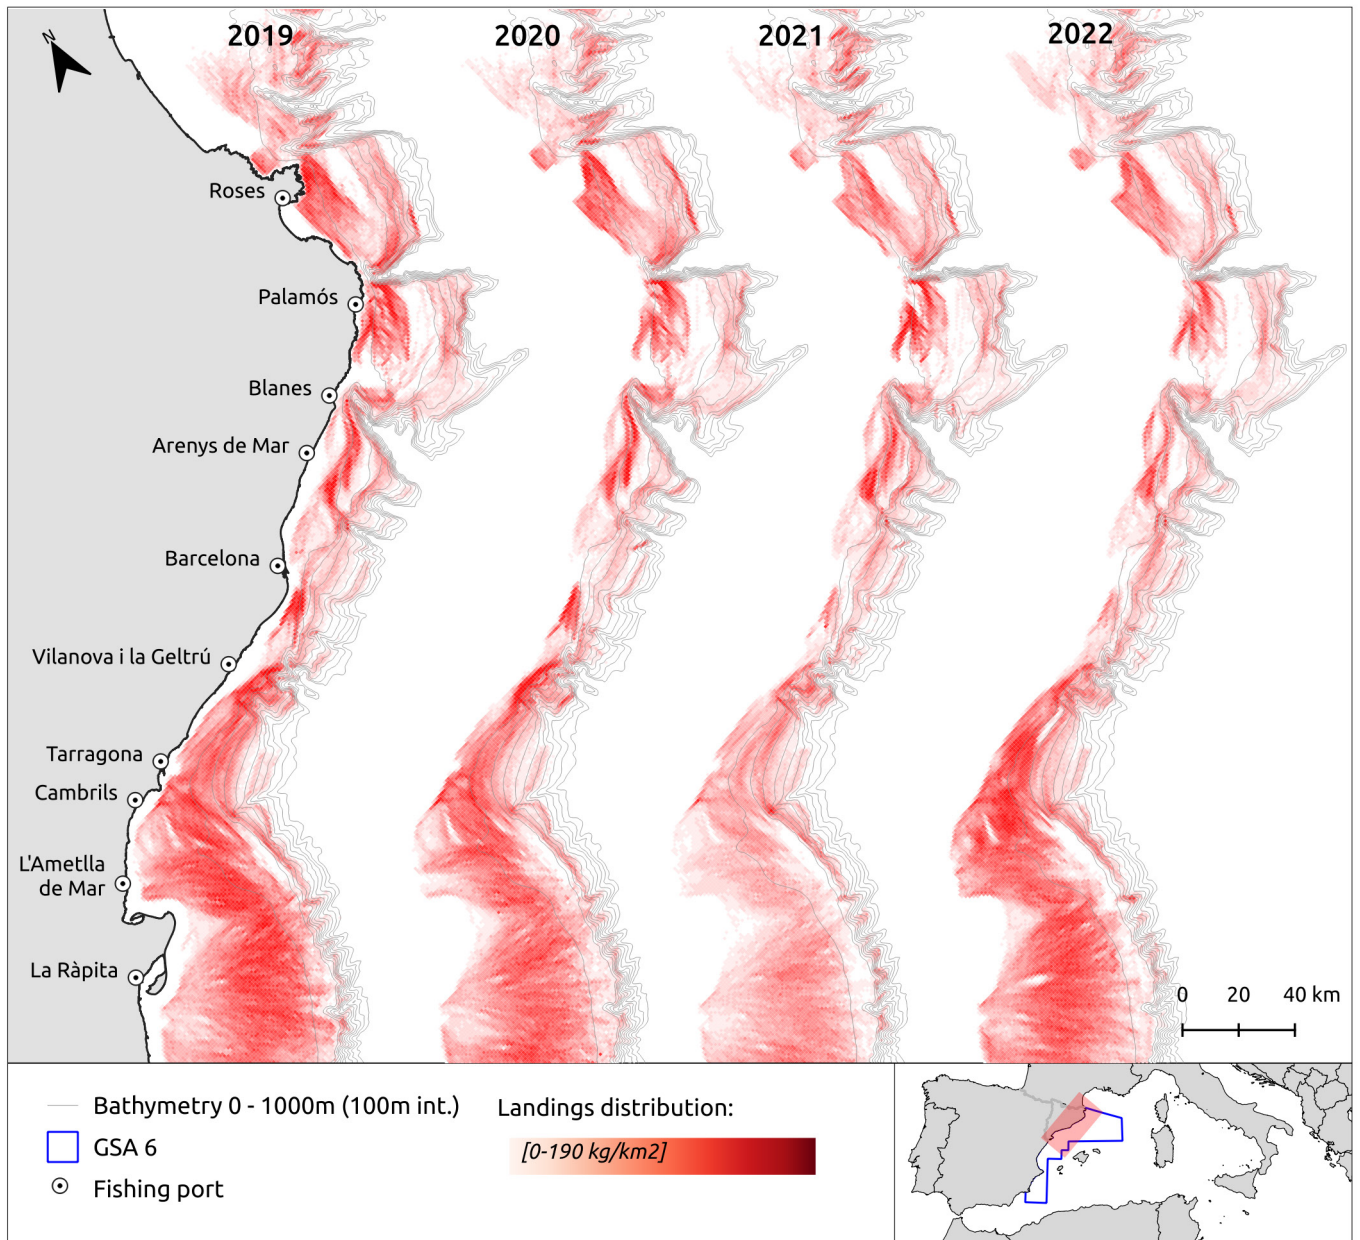 N
2019
2020
2021
2022
Roses
Palamós
Blanes
Arenys de Mar
Barcelona
Vilanova i la Geltrú
Tarragona
Cambrils
L'Ametlla
de Mar
La Ràpita
0 20 40 km
Bathymetry 0 - 1000m (100m int.)
GSA 6
Fishing port
Landings distribution:
[0-190 kg/km2]